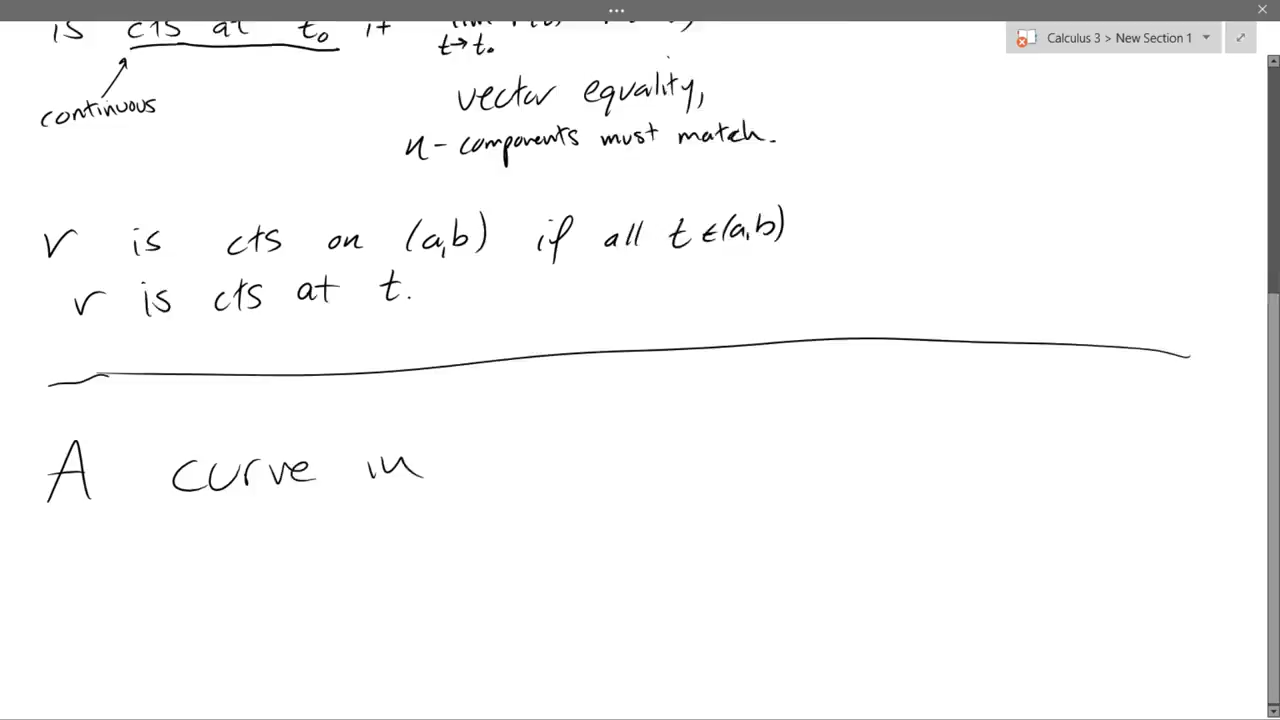 Calculus 3 > New Section 1
is cts at t₀ if
t→t₀
continuous
vector equality,
n - components must match.
r is cts on (a,b) if all t ∈ (a,b)
r is cts at t.
A curve in